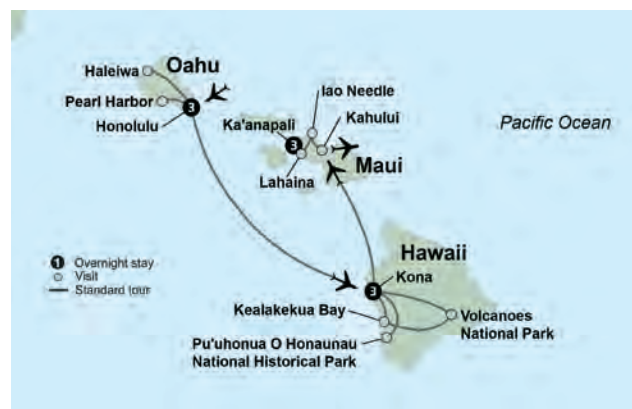 Haleiwa
Oahu
Pearl Harbor
Honolulu
3
Iao Needle
Ka'anapali
Kahului
3
Lahaina
Maui
Pacific Ocean
Hawaii
Kona
3
Kealakekua Bay
Volcanoes
National Park
Pu'uhonua O Honaunau
National Historical Park
1 Overnight stay
Visit
Standard tour